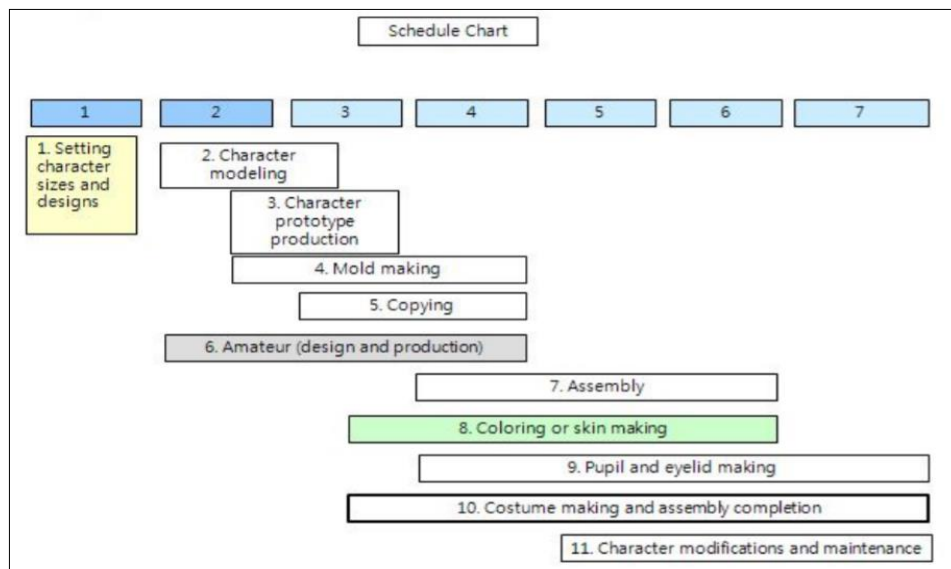 Schedule Chart
1 2 3 4 5 6 7
1. Setting
character
sizes and
designs
2. Character
modeling
3. Character
prototype
production
4. Mold making
5. Copying
6. Amateur (design and production)
7. Assembly
8. Coloring or skin making
9. Pupil and eyelid making
10. Costume making and assembly completion
11. Character modifications and maintenance